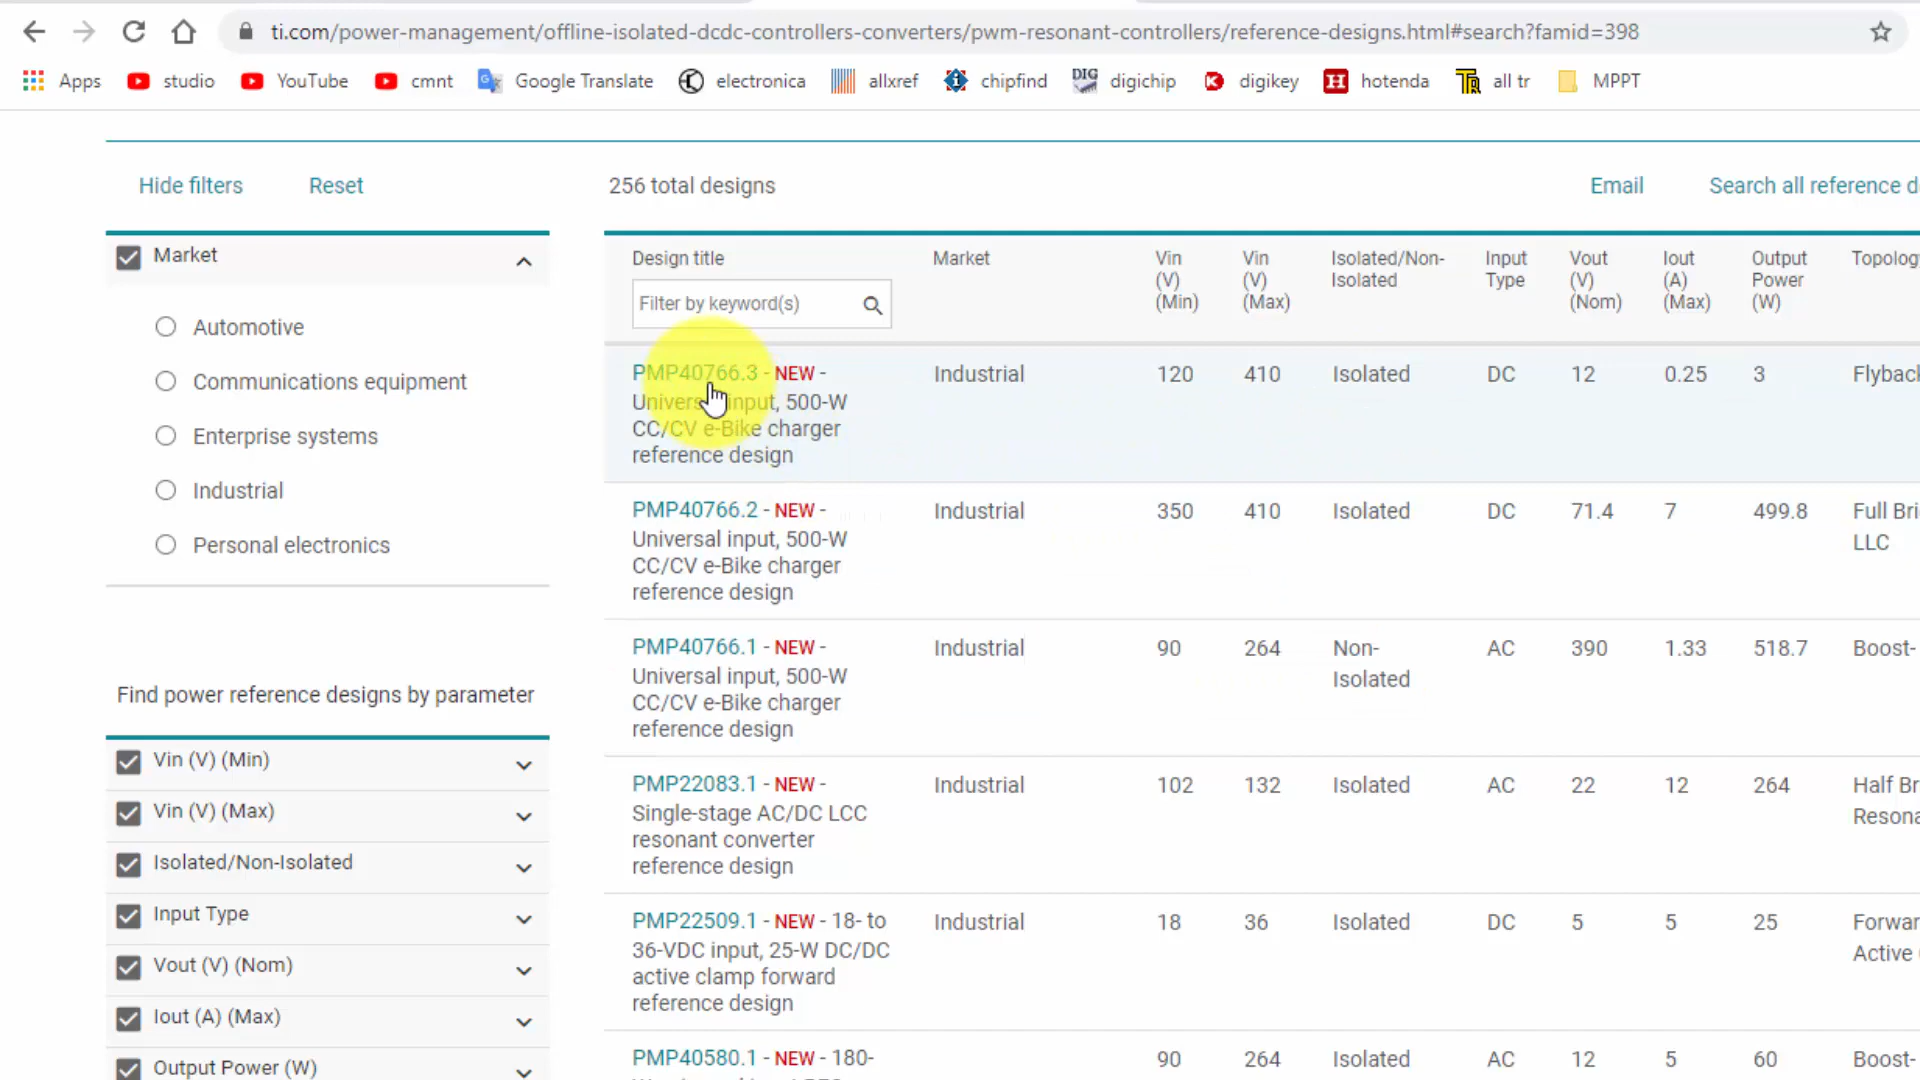 ti.com/power-management/offline-isolated-dcdc-controllers-converters/pwm-resonant-controllers/reference-designs.html#search?famid=398
Apps studio YouTube cmnt Google Translate electronica allxref chipfind DIG digichip digikey H hotenda TR all tr MPPT
Hide filters Reset 256 total designs Email Search all reference d
Market
Automotive
Communications equipment
Enterprise systems
Industrial
Personal electronics
Find power reference designs by parameter
Vin (V) (Min)
Vin (V) (Max)
Isolated/Non-Isolated
Input Type
Vout (V) (Nom)
Iout (A) (Max)
Output Power (W)
Design title Market Vin Vin Isolated/Non- Input Vout Iout Output Topology
(V) (V) Isolated Type (V) (A) Power
(Min) (Max) (Nom) (Max) (W)
Filter by keyword(s)
PMP40766.3 - NEW - Industrial 120 410 Isolated DC 12 0.25 3 Flyback
Universal input, 500-W
CC/CV e-Bike charger
reference design
PMP40766.2 - NEW - Industrial 350 410 Isolated DC 71.4 7 499.8 Full Bri
Universal input, 500-W LLC
CC/CV e-Bike charger
reference design
PMP40766.1 - NEW - Industrial 90 264 Non- AC 390 1.33 518.7 Boost-
Universal input, 500-W Isolated
CC/CV e-Bike charger
reference design
PMP22083.1 - NEW - Industrial 102 132 Isolated AC 22 12 264 Half Br
Single-stage AC/DC LCC Resona
resonant converter
reference design
PMP22509.1 - NEW - 18- to Industrial 18 36 Isolated DC 5 5 25 Forwar
36-VDC input, 25-W DC/DC Active
active clamp forward
reference design
PMP40580.1 - NEW - 180- Industrial 90 264 Isolated AC 12 5 60 Boost-